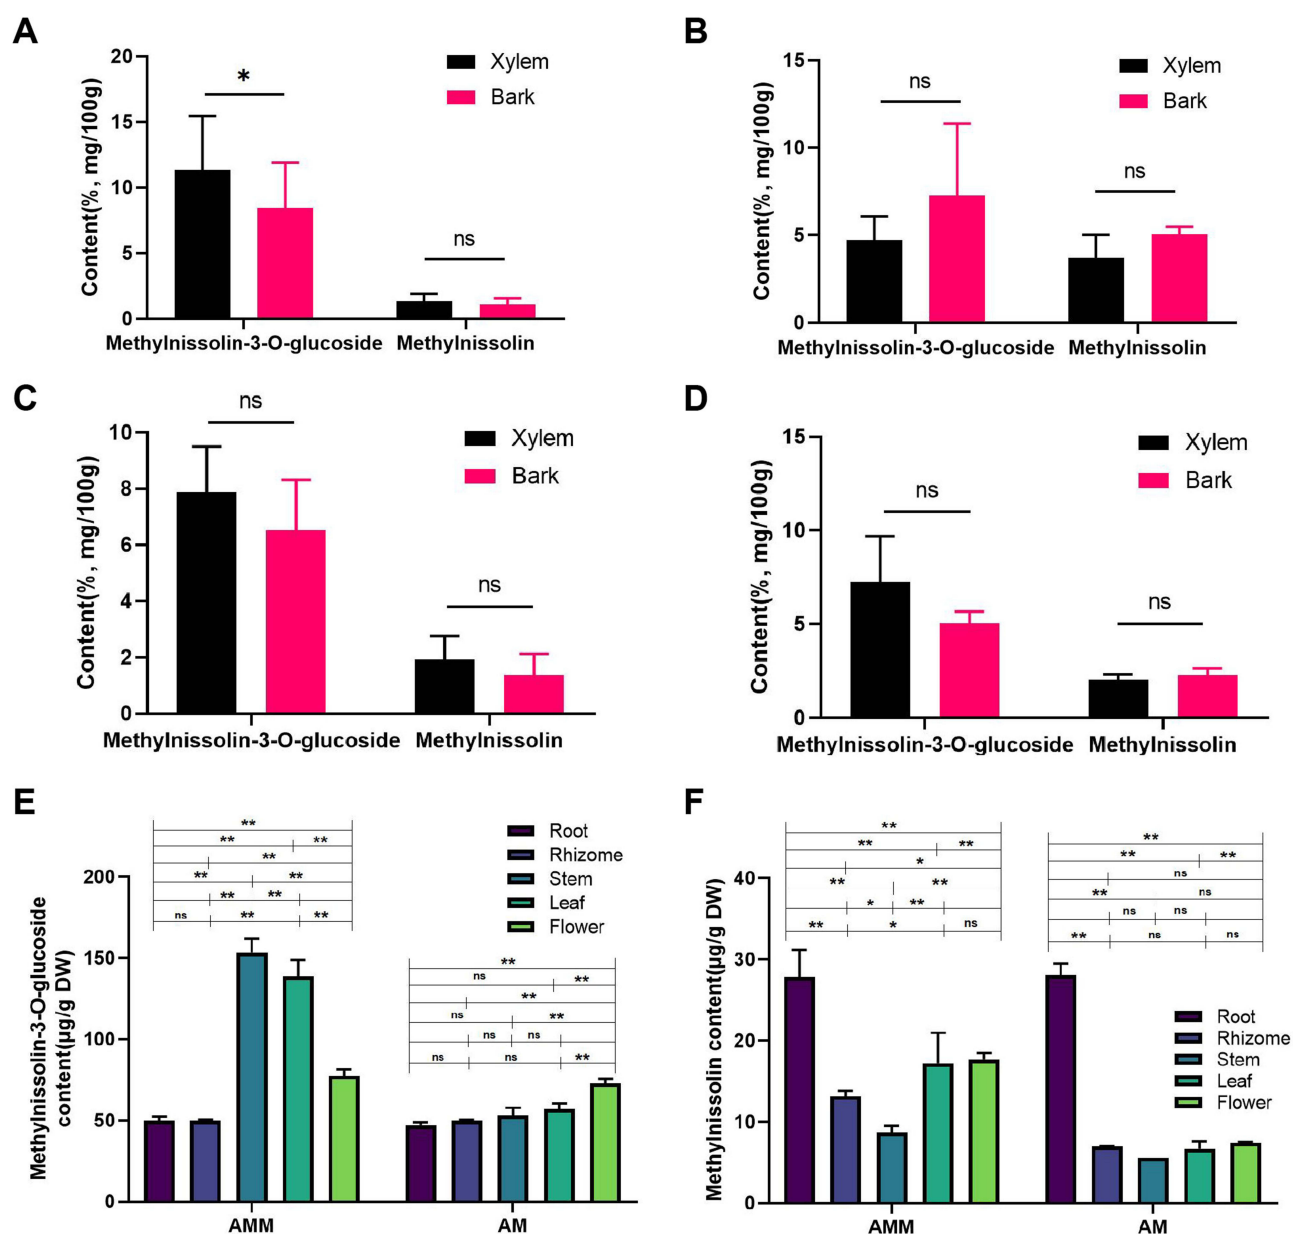 A
Content(%, mg/100g)
20
15
10
5
0
*
ns
Xylem
Bark
Methylnissolin-3-O-glucoside
Methylnissolin
B
Content(%, mg/100g)
15
10
5
0
ns
ns
Xylem
Bark
Methylnissolin-3-O-glucoside
Methylnissolin
C
Content(%, mg/100g)
10
8
6
4
2
0
ns
ns
Xylem
Bark
Methylnissolin-3-O-glucoside
Methylnissolin
D
Content(%, mg/100g)
15
10
5
0
ns
ns
Xylem
Bark
Methylnissolin-3-O-glucoside
Methylnissolin
E
Methylnissolin-3-O-glucoside
content(μg/g DW)
200
150
100
50
0
**
** **
**
** **
** **
ns ** **
Root
Rhizome
Stem
Leaf
Flower
**
ns **
**
ns **
ns ns
ns ns **
AMM
AM
F
Methylnissolin content(μg/g DW)
40
30
20
10
0
**
** **
*
** **
* **
** * ns
**
** **
ns
** ns
ns ns
** ns ns
Root
Rhizome
Stem
Leaf
Flower
AMM
AM